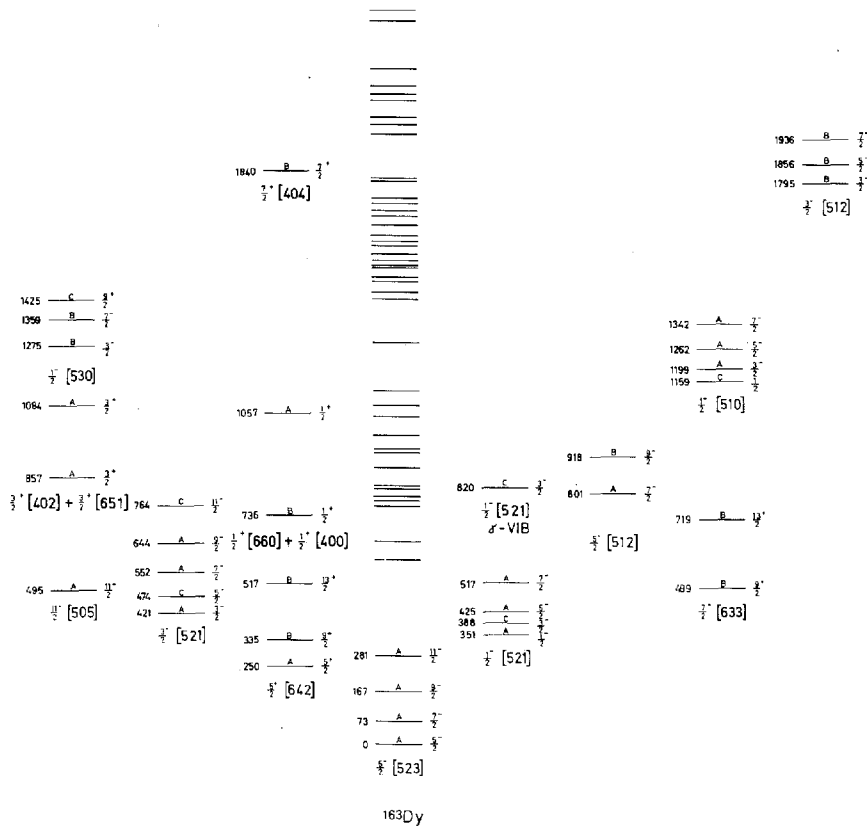 1936 B 7/2⁻
1856 B 5/2⁻
1795 B 3/2⁻
3/2⁻ [512]
1840 B 7/2⁺
7/2⁺ [404]
1425 C 9/2⁺
1359 B 7/2⁻
1275 B 3/2⁻
1/2⁻ [530]
1342 A 7/2⁻
1262 A 5/2⁻
1199 A 3/2⁻
1159 C 1/2
1/2⁻ [510]
1084 A 3/2⁺
1057 A 1/2⁺
857 A 3/2⁺
3/2⁺ [402] + 3/2⁺ [651]
918 B 9/2⁻
801 A 7/2⁻
5/2⁻ [512]
820 C 3/2⁻
1/2⁻ [521]
γ-VIB
764 C 11/2⁻
644 A 9/2⁻
552 A 7/2⁻
474 C 5/2⁻
421 A 3/2⁻
3/2⁻ [521]
736 B 1/2⁺
1/2⁺ [660] + 1/2⁺ [400]
719 B 13/2⁺
489 B 9/2⁺
7/2⁺ [633]
495 A 11/2⁻
11/2⁻ [505]
517 B 13/2⁺
335 B 9/2⁺
250 A 5/2⁺
5/2⁺ [642]
517 A 7/2⁻
425 A 5/2⁻
388 C 3/2⁻
351 A 1/2⁻
1/2⁻ [521]
281 A 11/2⁻
167 A 9/2⁻
73 A 7/2⁻
0 A 5/2⁻
5/2⁻ [523]
¹⁶³Dy